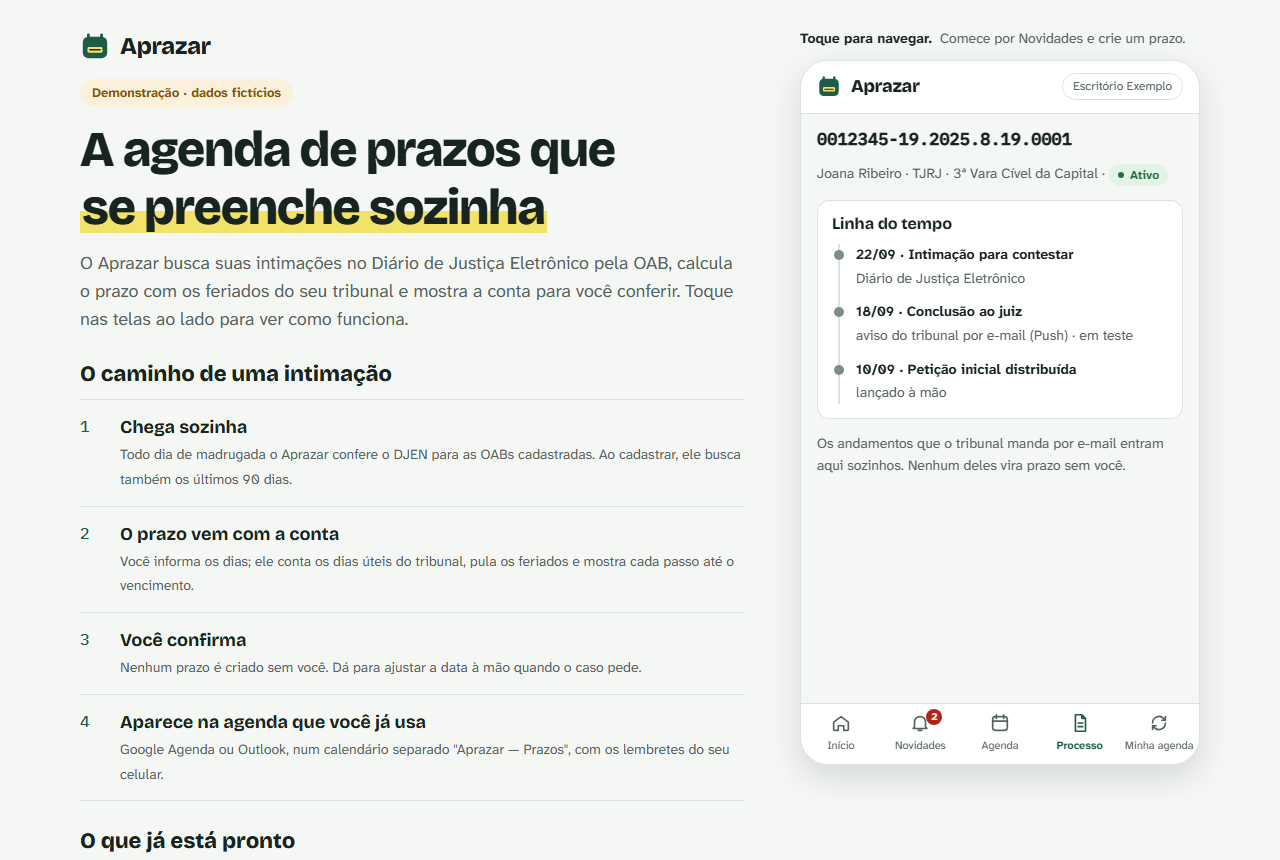 Aprazar
Demonstração · dados fictícios
A agenda de prazos que
se preenche sozinha
O Aprazar busca suas intimações no Diário de Justiça Eletrônico pela OAB, calcula
o prazo com os feriados do seu tribunal e mostra a conta para você conferir. Toque
nas telas ao lado para ver como funciona.
O caminho de uma intimação
1 Chega sozinha
Todo dia de madrugada o Aprazar confere o DJEN para as OABs cadastradas. Ao cadastrar, ele busca
também os últimos 90 dias.
2 O prazo vem com a conta
Você informa os dias; ele conta os dias úteis do tribunal, pula os feriados e mostra cada passo até o
vencimento.
3 Você confirma
Nenhum prazo é criado sem você. Dá para ajustar a data à mão quando o caso pede.
4 Aparece na agenda que você já usa
Google Agenda ou Outlook, num calendário separado "Aprazar — Prazos", com os lembretes do seu
celular.
O que já está pronto
Toque para navegar. Comece por Novidades e crie um prazo.
Aprazar Escritório Exemplo
0012345-19.2025.8.19.0001
Joana Ribeiro · TJRJ · 3ª Vara Cível da Capital · Ativo
Linha do tempo
22/09 · Intimação para contestar
Diário de Justiça Eletrônico
18/09 · Conclusão ao juiz
aviso do tribunal por e-mail (Push) · em teste
10/09 · Petição inicial distribuída
lançado à mão
Os andamentos que o tribunal manda por e-mail entram
aqui sozinhos. Nenhum deles vira prazo sem você.
2
Início Novidades Agenda Processo Minha agenda